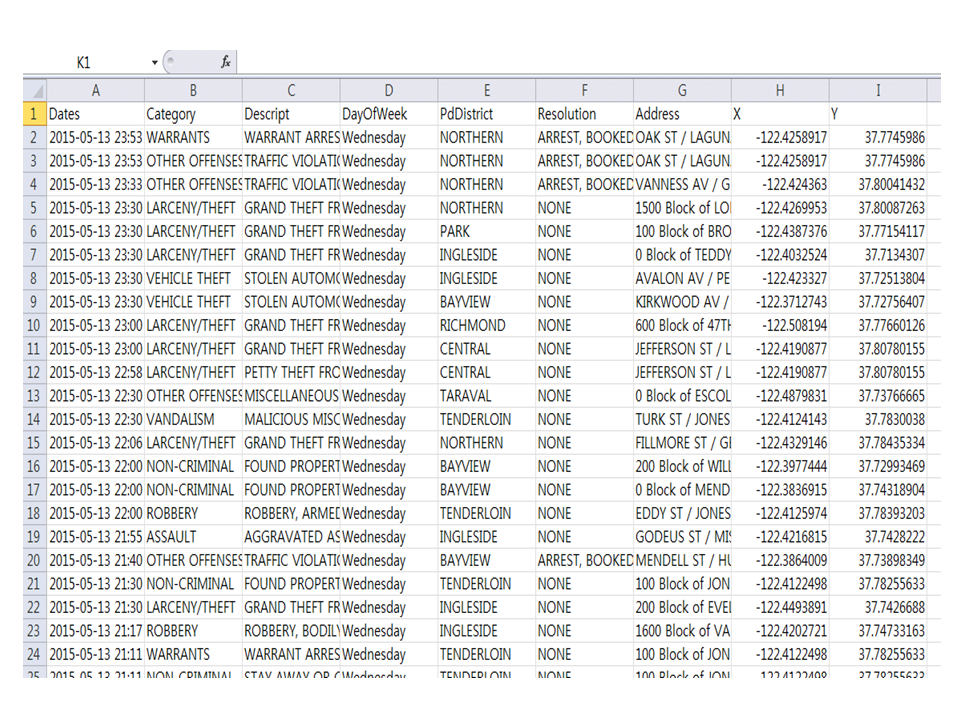 K1 fx
A B C D E F G H I
1 Dates Category Descript DayOfWeek PdDistrict Resolution Address X Y
2 2015-05-13 23:53 WARRANTS WARRANT ARRES Wednesday NORTHERN ARREST, BOOKED OAK ST / LAGUN -122.4258917 37.7745986
3 2015-05-13 23:53 OTHER OFFENSES TRAFFIC VIOLATI Wednesday NORTHERN ARREST, BOOKED OAK ST / LAGUN -122.4258917 37.7745986
4 2015-05-13 23:33 OTHER OFFENSES TRAFFIC VIOLATI Wednesday NORTHERN ARREST, BOOKED VANNESS AV / G -122.424363 37.80041432
5 2015-05-13 23:30 LARCENY/THEFT GRAND THEFT FR Wednesday NORTHERN NONE 1500 Block of LO -122.4269953 37.80087263
6 2015-05-13 23:30 LARCENY/THEFT GRAND THEFT FR Wednesday PARK NONE 100 Block of BRO -122.4387376 37.77154117
7 2015-05-13 23:30 LARCENY/THEFT GRAND THEFT FR Wednesday INGLESIDE NONE 0 Block of TEDDY -122.4032524 37.7134307
8 2015-05-13 23:30 VEHICLE THEFT STOLEN AUTOMO Wednesday INGLESIDE NONE AVALON AV / PE -122.423327 37.72513804
9 2015-05-13 23:30 VEHICLE THEFT STOLEN AUTOMO Wednesday BAYVIEW NONE KIRKWOOD AV / -122.3712743 37.72756407
10 2015-05-13 23:00 LARCENY/THEFT GRAND THEFT FR Wednesday RICHMOND NONE 600 Block of 47TH -122.508194 37.77660126
11 2015-05-13 23:00 LARCENY/THEFT GRAND THEFT FR Wednesday CENTRAL NONE JEFFERSON ST / L -122.4190877 37.80780155
12 2015-05-13 22:58 LARCENY/THEFT PETTY THEFT FRO Wednesday CENTRAL NONE JEFFERSON ST / L -122.4190877 37.80780155
13 2015-05-13 22:30 OTHER OFFENSES MISCELLANEOUS Wednesday TARAVAL NONE 0 Block of ESCOL -122.4879831 37.73766665
14 2015-05-13 22:30 VANDALISM MALICIOUS MISC Wednesday TENDERLOIN NONE TURK ST / JONES -122.4124143 37.7830038
15 2015-05-13 22:06 LARCENY/THEFT GRAND THEFT FR Wednesday NORTHERN NONE FILLMORE ST / GE -122.4329146 37.78435334
16 2015-05-13 22:00 NON-CRIMINAL FOUND PROPERT Wednesday BAYVIEW NONE 200 Block of WILL -122.3977444 37.72993469
17 2015-05-13 22:00 NON-CRIMINAL FOUND PROPERT Wednesday BAYVIEW NONE 0 Block of MEND -122.3836915 37.74318904
18 2015-05-13 22:00 ROBBERY ROBBERY, ARMED Wednesday TENDERLOIN NONE EDDY ST / JONES -122.4125974 37.78393203
19 2015-05-13 21:55 ASSAULT AGGRAVATED AS Wednesday INGLESIDE NONE GODEUS ST / MIS -122.4216815 37.7428222
20 2015-05-13 21:40 OTHER OFFENSES TRAFFIC VIOLATI Wednesday BAYVIEW ARREST, BOOKED MENDELL ST / HU -122.3864009 37.73898349
21 2015-05-13 21:30 NON-CRIMINAL FOUND PROPERT Wednesday TENDERLOIN NONE 100 Block of JON -122.4122498 37.78255633
22 2015-05-13 21:30 LARCENY/THEFT GRAND THEFT FR Wednesday INGLESIDE NONE 200 Block of EVEL -122.4493891 37.7426688
23 2015-05-13 21:17 ROBBERY ROBBERY, BODILY Wednesday INGLESIDE NONE 1600 Block of VA -122.4202721 37.74733163
24 2015-05-13 21:11 WARRANTS WARRANT ARRES Wednesday TENDERLOIN NONE 100 Block of JON -122.4122498 37.78255633
25 2015-05-13 21:11 NON-CRIMINAL STAY AWAY OR C Wednesday TENDERLOIN NONE 100 Block of JON -122.4122498 37.78255633